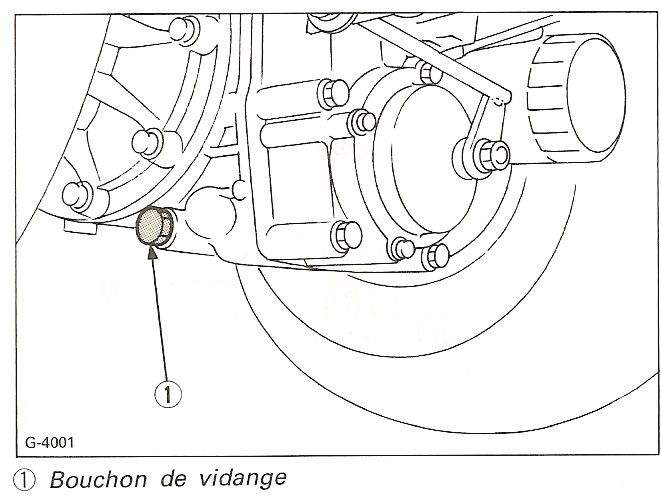 ①
G-4001
① Bouchon de vidange